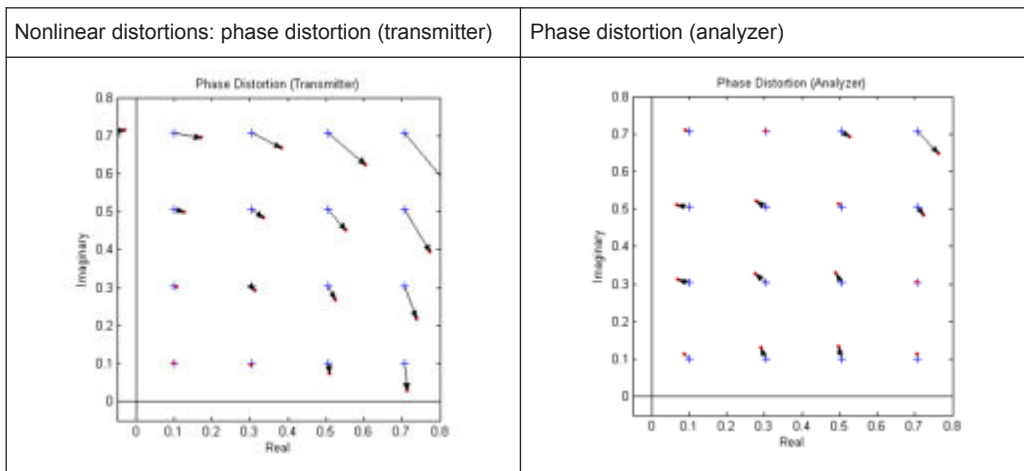 Nonlinear distortions: phase distortion (transmitter)
Phase distortion (analyzer)
Phase Distortion (Transmitter)
0.8
0.7
0.6
0.5
0.4
0.3
0.2
0.1
0
Imaginary
0 0.1 0.2 0.3 0.4 0.5 0.6 0.7 0.8
Real
Phase Distortion (Analyzer)
0.8
0.7
0.6
0.5
0.4
0.3
0.2
0.1
0
Imaginary
0 0.1 0.2 0.3 0.4 0.5 0.6 0.7 0.8
Real